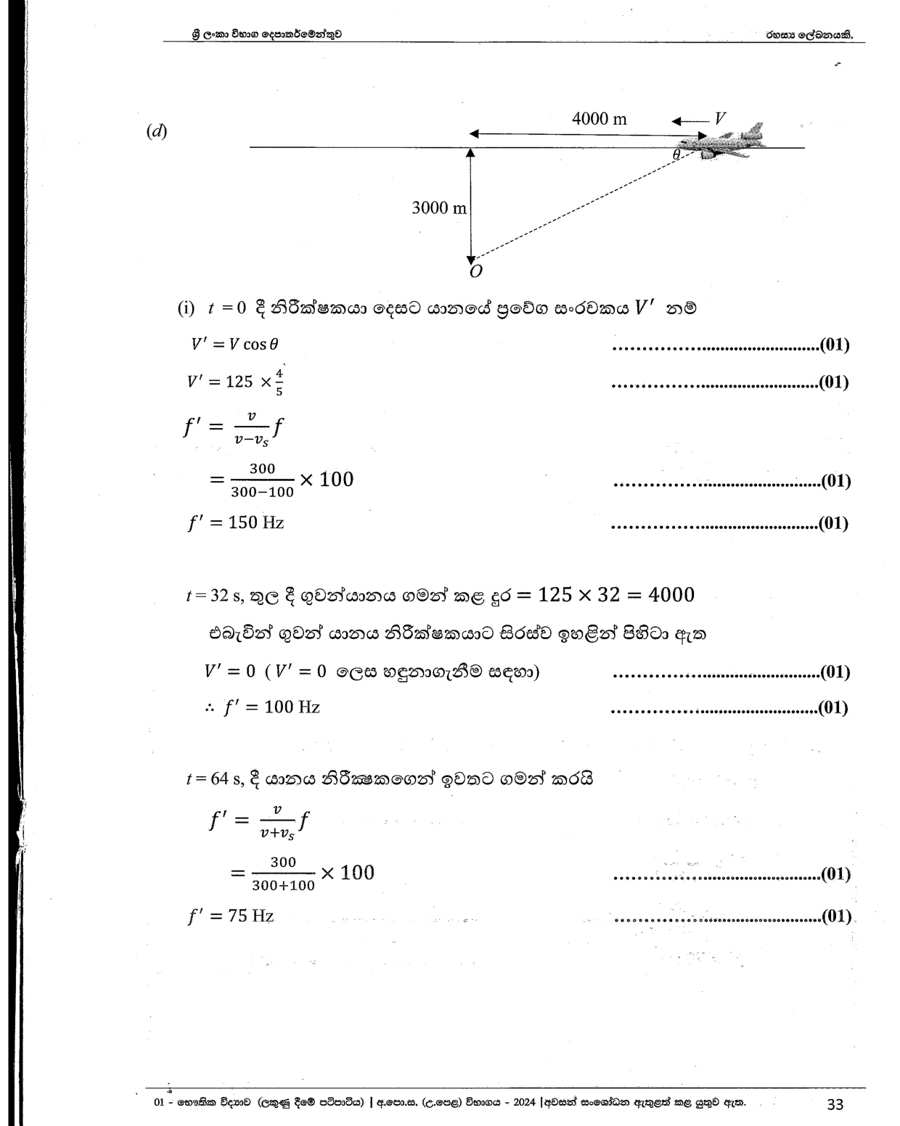 ශ්‍රී ලංකා විභාග දෙපාර්තමේන්තුව රහස්‍ය ලේඛනයකි.
(d)
4000 m
V
θ
3000 m
O
(i) t = 0 දී නිරීක්ෂකයා දෙසට යානයේ ප්‍රවේග සංරචකය V′ නම්
V′ = V cos θ ........................................(01)
V′ = 125 × 4/5 ........................................(01)
f′ = v/(v−vₛ) f
= 300/(300−100) × 100 ........................................(01)
f′ = 150 Hz ........................................(01)
t = 32 s, තුල දී ගුවන්යානය ගමන් කළ දුර = 125 × 32 = 4000
එබැවින් ගුවන් යානය නිරීක්ෂකයාට සිරස්ව ඉහළින් පිහිටා ඇත
V′ = 0 ( V′ = 0 ලෙස හඳුනාගැනීම සඳහා) ........................................(01)
∴ f′ = 100 Hz ........................................(01)
t = 64 s, දී යානය නිරීක්‍ෂකගෙන් ඉවතට ගමන් කරයි
f′ = v/(v+vₛ) f
= 300/(300+100) × 100 ........................................(01)
f′ = 75 Hz ........................................(01)
01 - භෞතික විද්‍යාව (ලකුණු දීමේ පටිපාටිය) | අ.පො.ස. (උ.පෙළ) විභාගය - 2024 |අවසන් සංශෝධන ඇතුළත් කළ යුතුව ඇත. 33